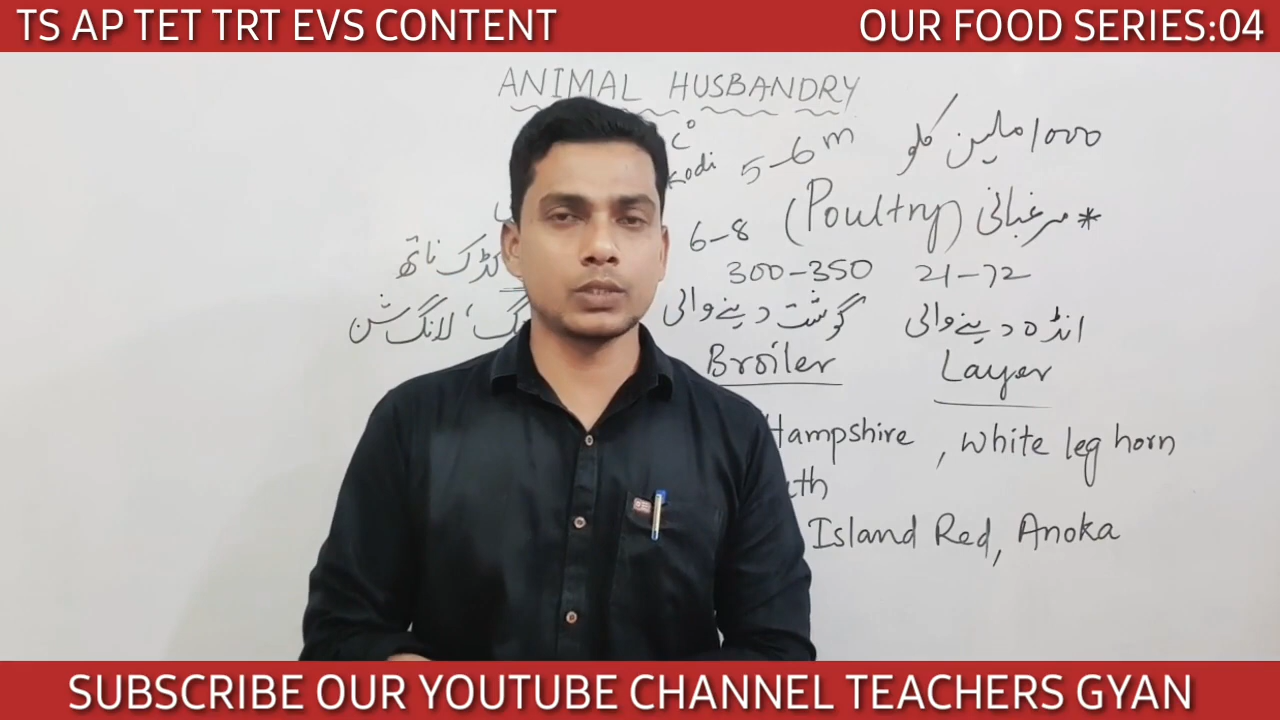 TS AP TET TRT EVS CONTENT
OUR FOOD SERIES:04
ANIMAL HUSBANDRY
1000 ملین کلو
5-6 m
C°
Kodi
* مرغبانی (Poultry) 6-8
کڑک ناتھ
300-350
21-72
انڈہ دینے والی
گوشت دینے والی
لانگ شن
Broiler
Layer
Hampshire, White leg horn
Island Red, Anoka
SUBSCRIBE OUR YOUTUBE CHANNEL TEACHERS GYAN